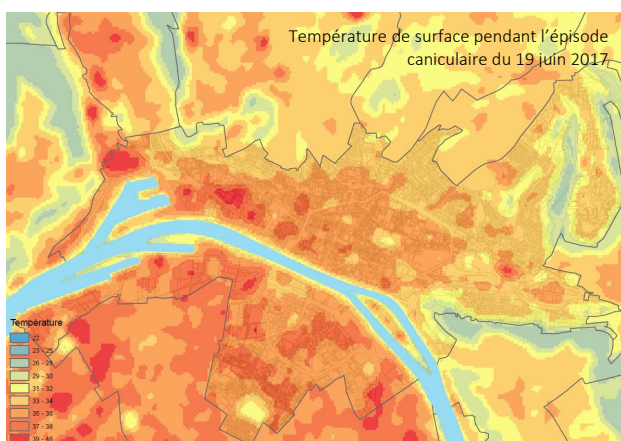 Température de surface pendant l'épisode
caniculaire du 19 juin 2017
Température
22
23 - 25
26 - 28
29 - 30
31 - 32
33 - 34
35 - 36
37 - 38
39 - 46